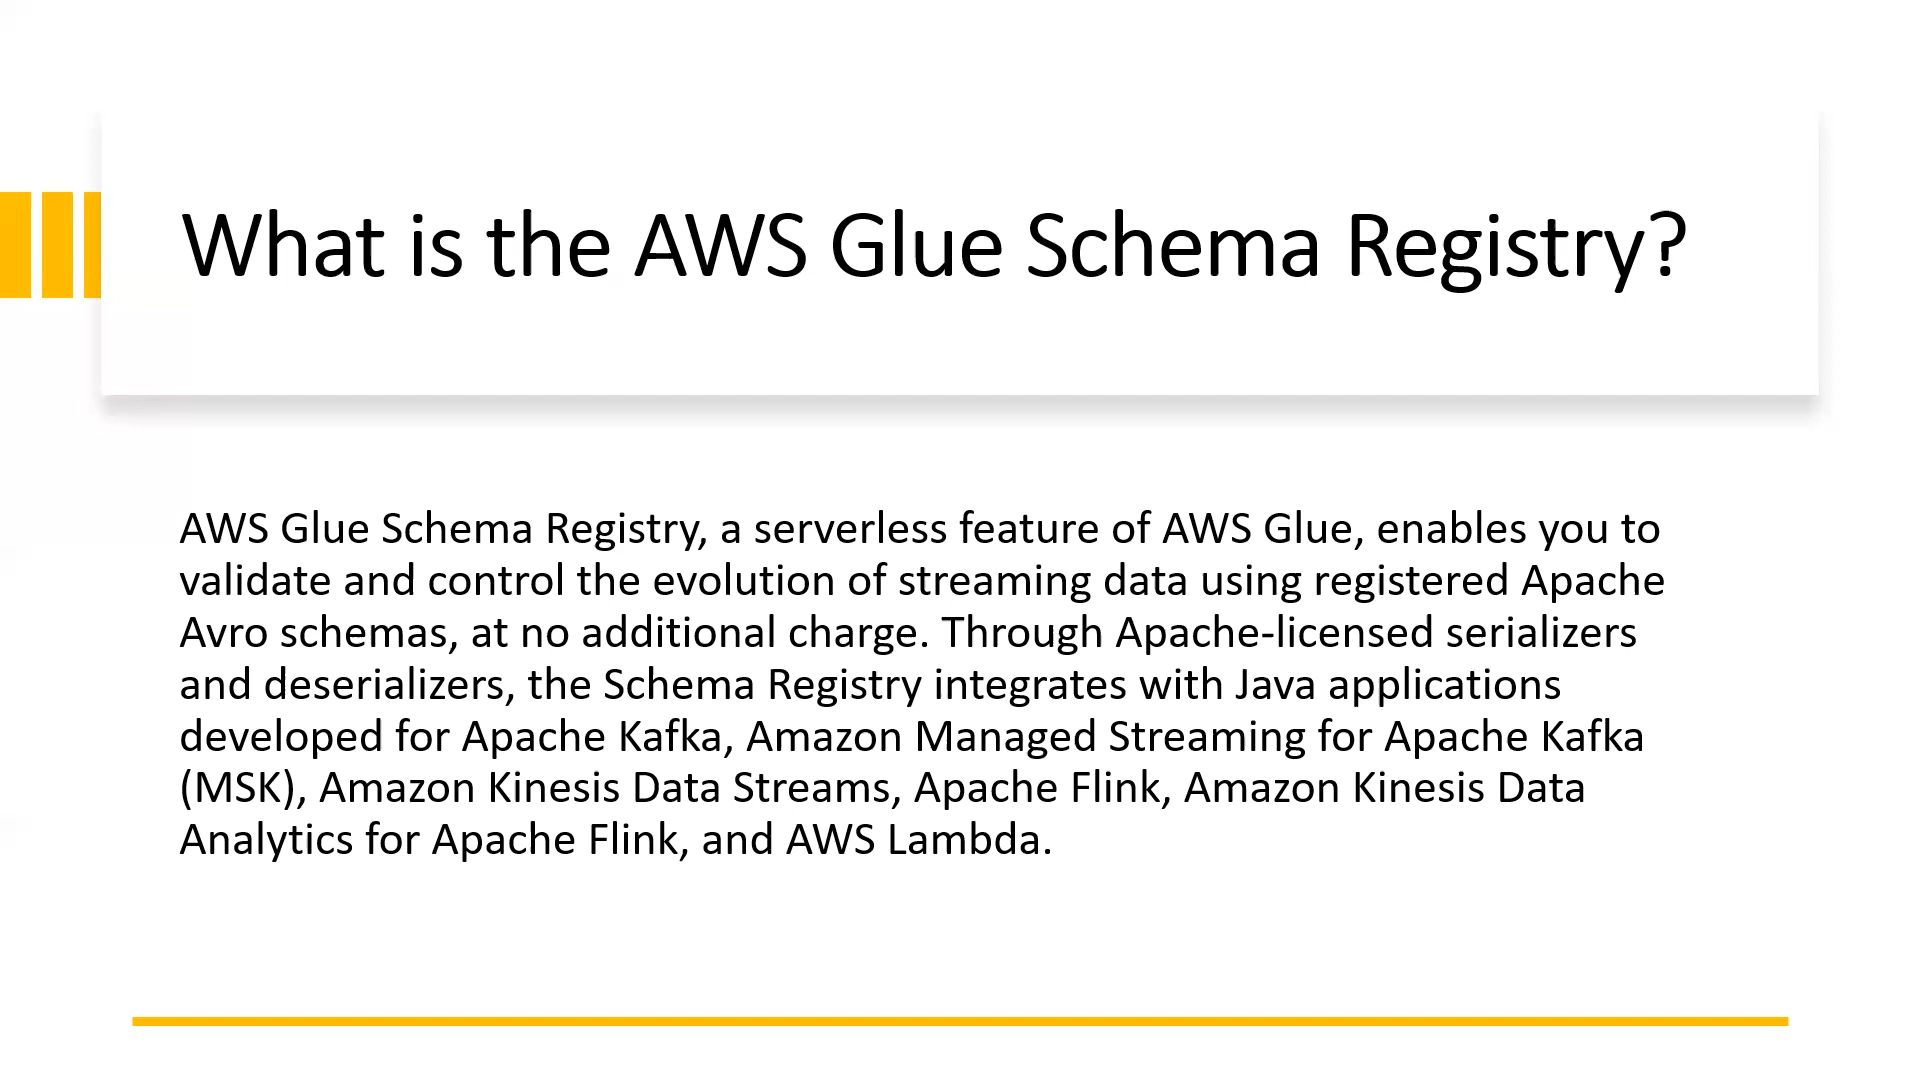 What is the AWS Glue Schema Registry?
AWS Glue Schema Registry, a serverless feature of AWS Glue, enables you to
validate and control the evolution of streaming data using registered Apache
Avro schemas, at no additional charge. Through Apache-licensed serializers
and deserializers, the Schema Registry integrates with Java applications
developed for Apache Kafka, Amazon Managed Streaming for Apache Kafka
(MSK), Amazon Kinesis Data Streams, Apache Flink, Amazon Kinesis Data
Analytics for Apache Flink, and AWS Lambda.